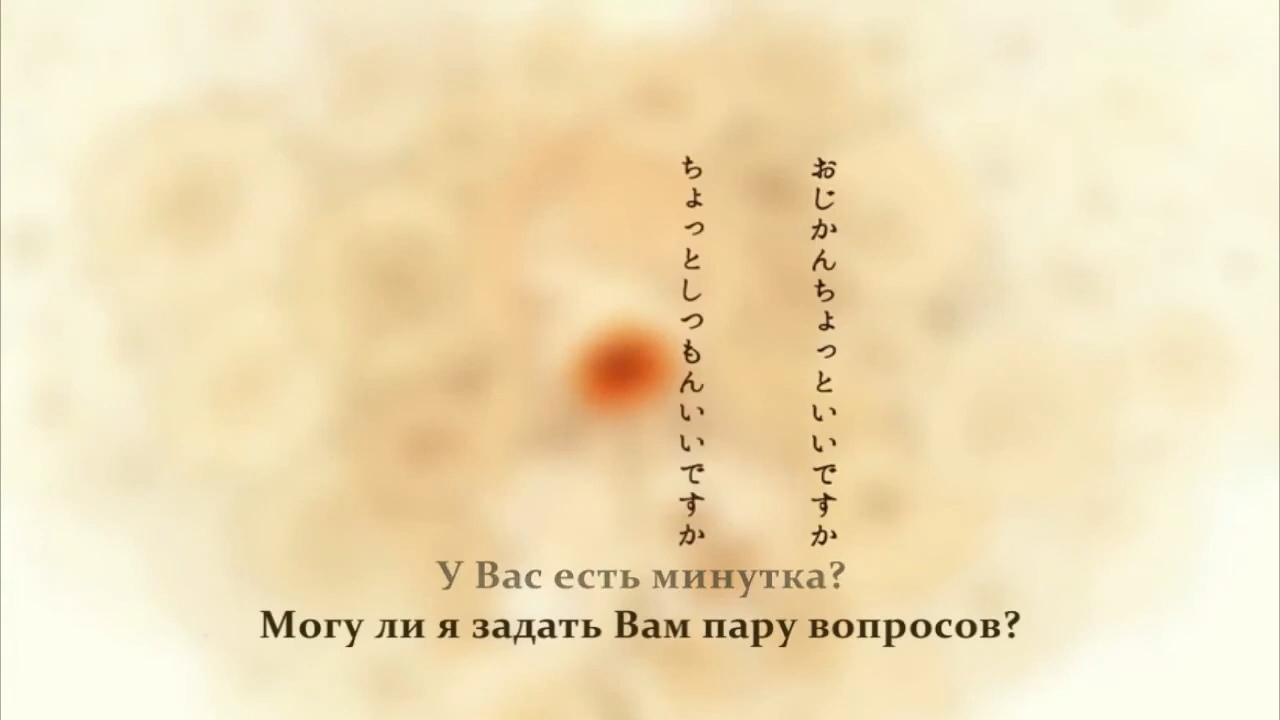 おじかんちょっといいですか
ちょっとしつもんいいですか
У Вас есть минутка?
Могу ли я задать Вам пару вопросов?